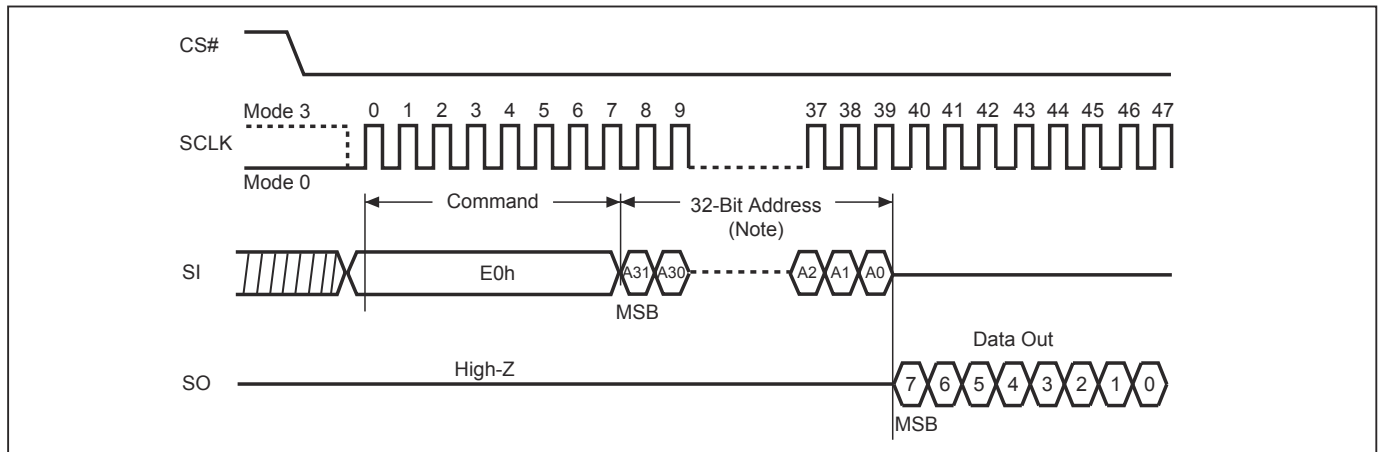 CS#
Mode 3 0 1 2 3 4 5 6 7 8 9 37 38 39 40 41 42 43 44 45 46 47
SCLK
Mode 0
Command 32-Bit Address
(Note)
SI E0h A31 A30 A2 A1 A0
MSB
Data Out
SO High-Z 7 6 5 4 3 2 1 0
MSB